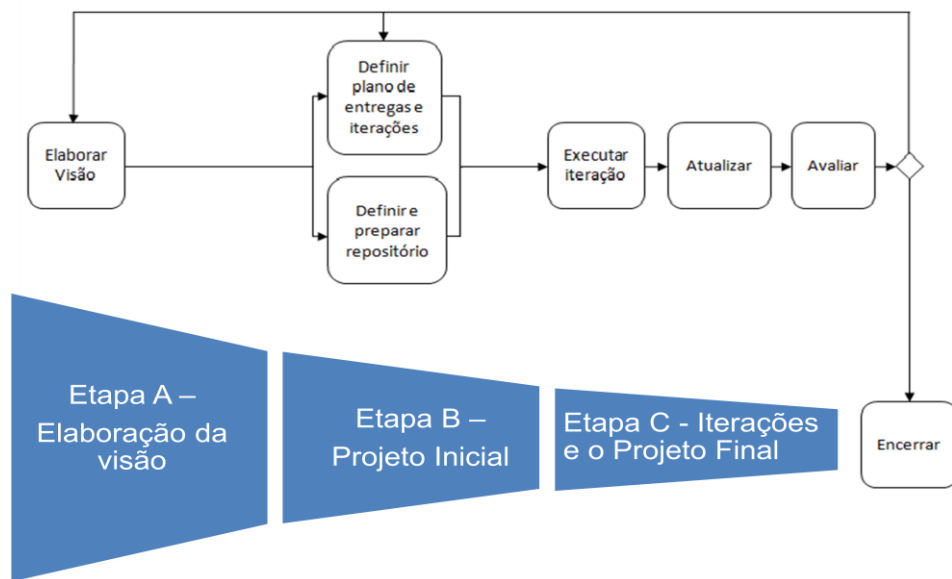 Definir
plano de
entregas e
iterações
Elaborar
Visão
Executar
iteração
Atualizar
Avaliar
Definir e
preparar
repositório
Etapa A –
Elaboração da
visão
Etapa B –
Projeto Inicial
Etapa C - Iterações
e o Projeto Final
Encerrar